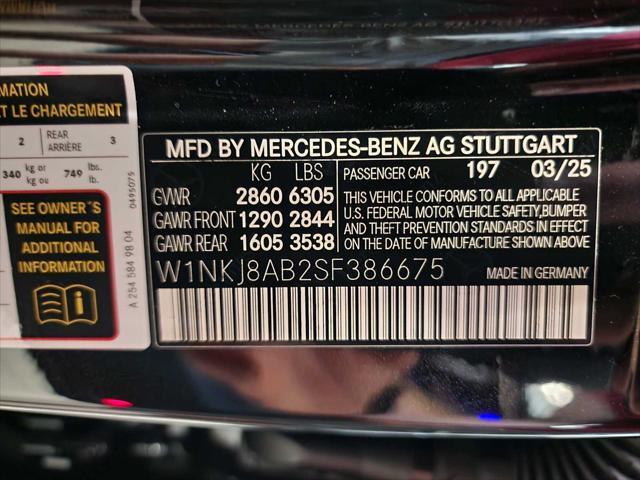 MATION
ET LE CHARGEMENT
2 REAR ARRIÈRE 3
340 kg or kg ou 749 lbs. lb.
SEE OWNER´S
MANUAL FOR
ADDITIONAL
INFORMATION
0495075
A 254 584 98 04
MFD BY MERCEDES-BENZ AG STUTTGART
KG LBS
GVWR 2860 6305
GAWR FRONT 1290 2844
GAWR REAR 1605 3538
PASSENGER CAR 197 03/25
THIS VEHICLE CONFORMS TO ALL APPLICABLE
U.S. FEDERAL MOTOR VEHICLE SAFETY,BUMPER
AND THEFT PREVENTION STANDARDS IN EFFECT
ON THE DATE OF MANUFACTURE SHOWN ABOVE
W1NKJ8AB2SF386675 MADE IN GERMANY